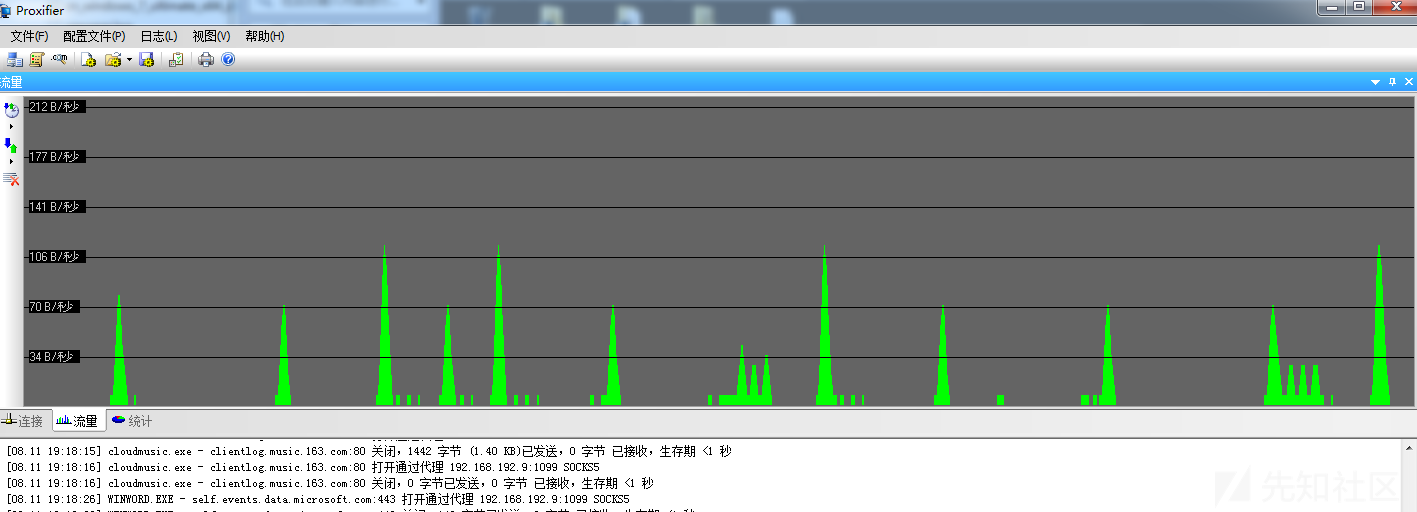 Proxifier
文件(F) 配置文件(P) 日志(L) 视图(V) 帮助(H)
.com
流量
212 B/秒
177 B/秒
141 B/秒
106 B/秒
70 B/秒
34 B/秒
连接 流量 统计
[08.11 19:18:15] cloudmusic.exe - clientlog.music.163.com:80 关闭，1442 字节 (1.40 KB)已发送，0 字节 已接收，生存期 <1 秒
[08.11 19:18:16] cloudmusic.exe - clientlog.music.163.com:80 打开通过代理 192.168.192.9:1099 SOCKS5
[08.11 19:18:16] cloudmusic.exe - clientlog.music.163.com:80 关闭，0 字节已发送，0 字节 已接收，生存期 <1 秒
[08.11 19:18:26] WINWORD.EXE - self.events.data.microsoft.com:443 打开通过代理 192.168.192.9:1099 SOCKS5
先知社区